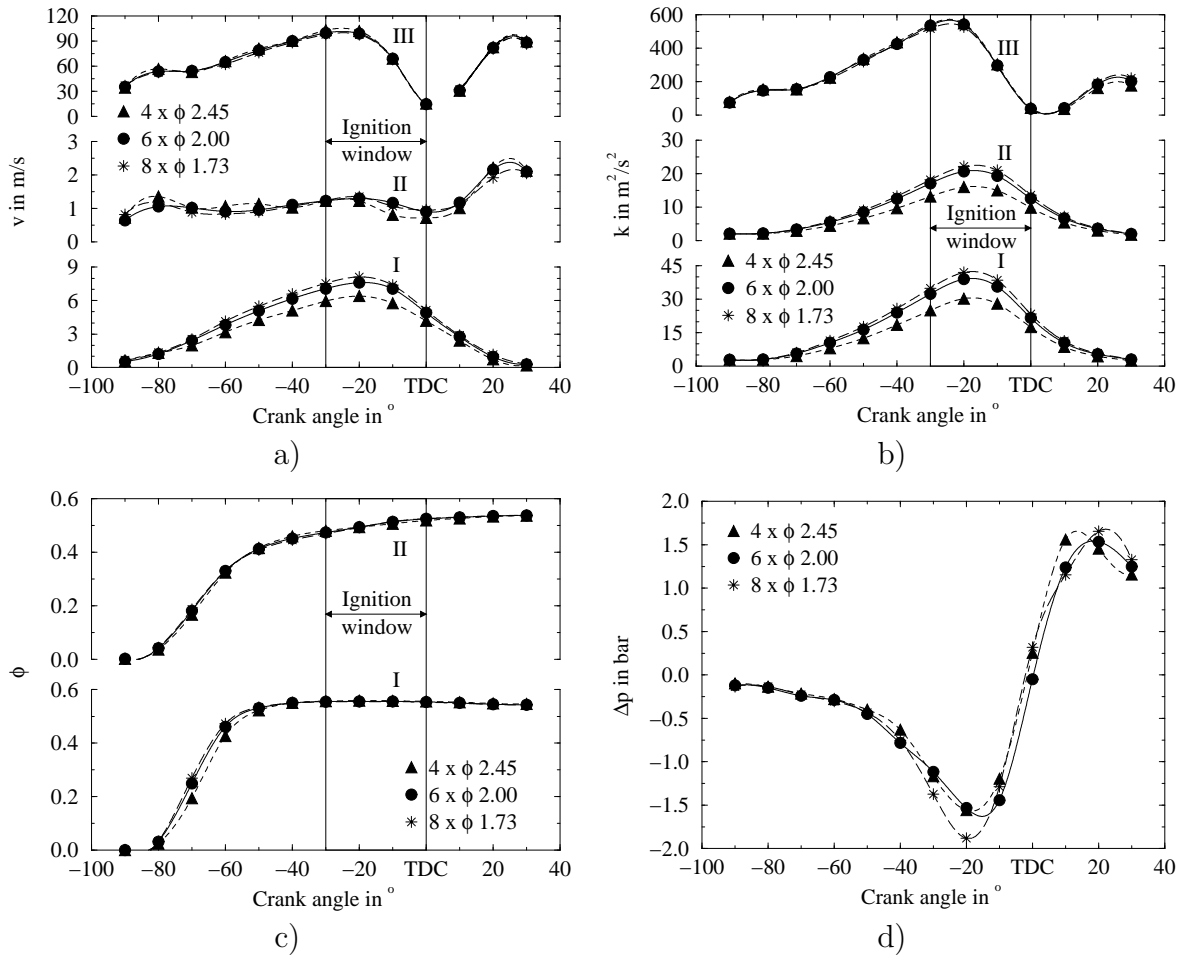 120
90
60
30
0
III
4 x ϕ 2.45
6 x ϕ 2.00
8 x ϕ 1.73
Ignition
window
3
2
1
0
II
v in m/s
9
6
3
0
I
−100 −80 −60 −40 −20 TDC 20 40
Crank angle in °
a)
600
400
200
0
III
30
20
10
0
II
Ignition
window
k in m²/s²
45
30
15
0
I
4 x ϕ 2.45
6 x ϕ 2.00
8 x ϕ 1.73
−100 −80 −60 −40 −20 TDC 20 40
Crank angle in °
b)
0.6
0.4
0.2
0.0
II
Ignition
window
ϕ
0.6
0.4
0.2
0.0
I
4 x ϕ 2.45
6 x ϕ 2.00
8 x ϕ 1.73
−100 −80 −60 −40 −20 TDC 20 40
Crank angle in °
c)
2.0
1.5
1.0
0.5
0.0
−0.5
−1.0
−1.5
−2.0
Δp in bar
4 x ϕ 2.45
6 x ϕ 2.00
8 x ϕ 1.73
−100 −80 −60 −40 −20 TDC 20 40
Crank angle in °
d)